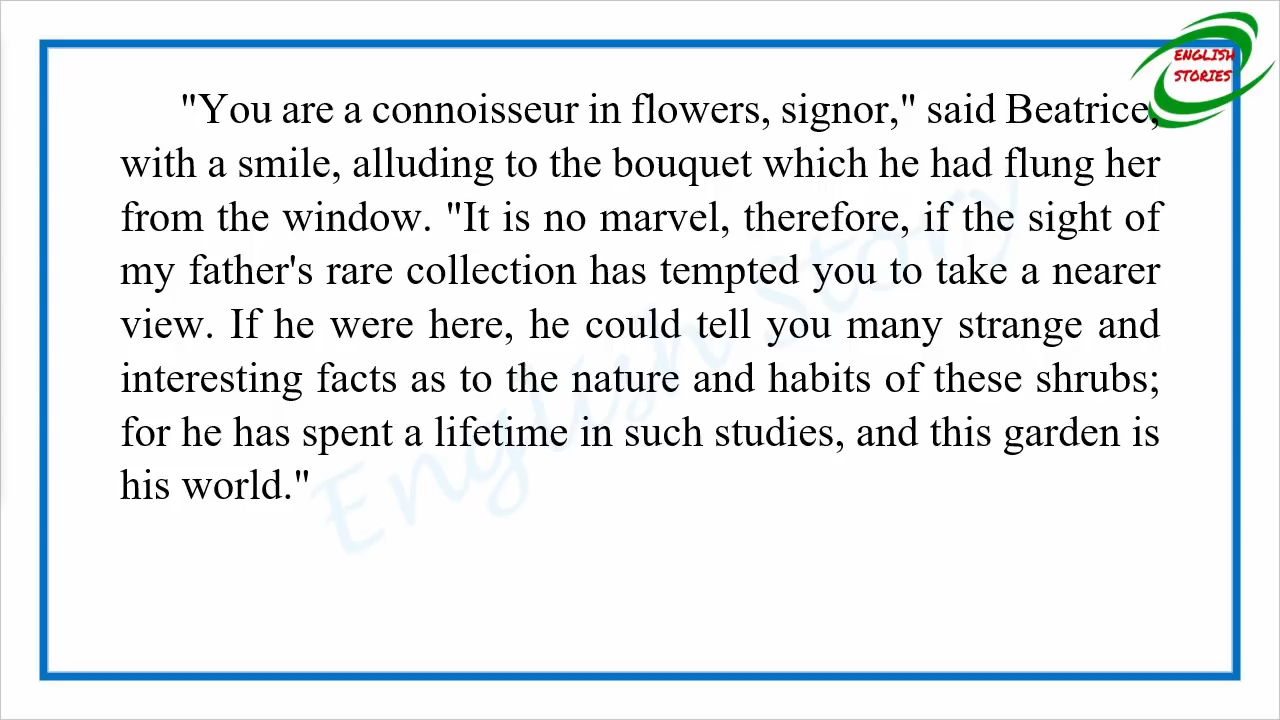 ENGLISH
STORIES
"You are a connoisseur in flowers, signor," said Beatrice,
with a smile, alluding to the bouquet which he had flung her
from the window. "It is no marvel, therefore, if the sight of
my father's rare collection has tempted you to take a nearer
view. If he were here, he could tell you many strange and
interesting facts as to the nature and habits of these shrubs;
for he has spent a lifetime in such studies, and this garden is
his world."
English Story